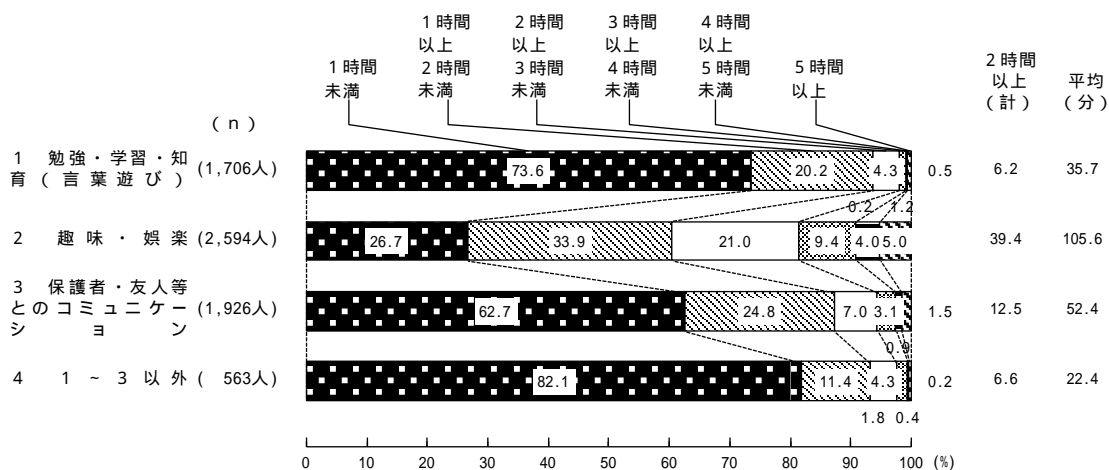 1時間 2時間 3時間 4時間
以上 以上 以上 以上
1時間 2時間 3時間 4時間 5時間 5時間
未満 未満 未満 未満 未満 以上
2時間
以上
(計)
平均
(分)
(n)
1 勉強・学習・知
育(言葉遊び) (1,706人) 73.6 20.2 4.3 0.5 6.2 35.7
0.2 1.2
2 趣味・娯楽 (2,594人) 26.7 33.9 21.0 9.4 4.0 5.0 39.4 105.6
3 保護者・友人等
とのコミュニケー (1,926人) 62.7 24.8 7.0 3.1 1.5 12.5 52.4
ション
0.9
4 1~3以外 ( 563人) 82.1 11.4 4.3 0.2 6.6 22.4
1.8 0.4
0 10 20 30 40 50 60 70 80 90 100 (%)